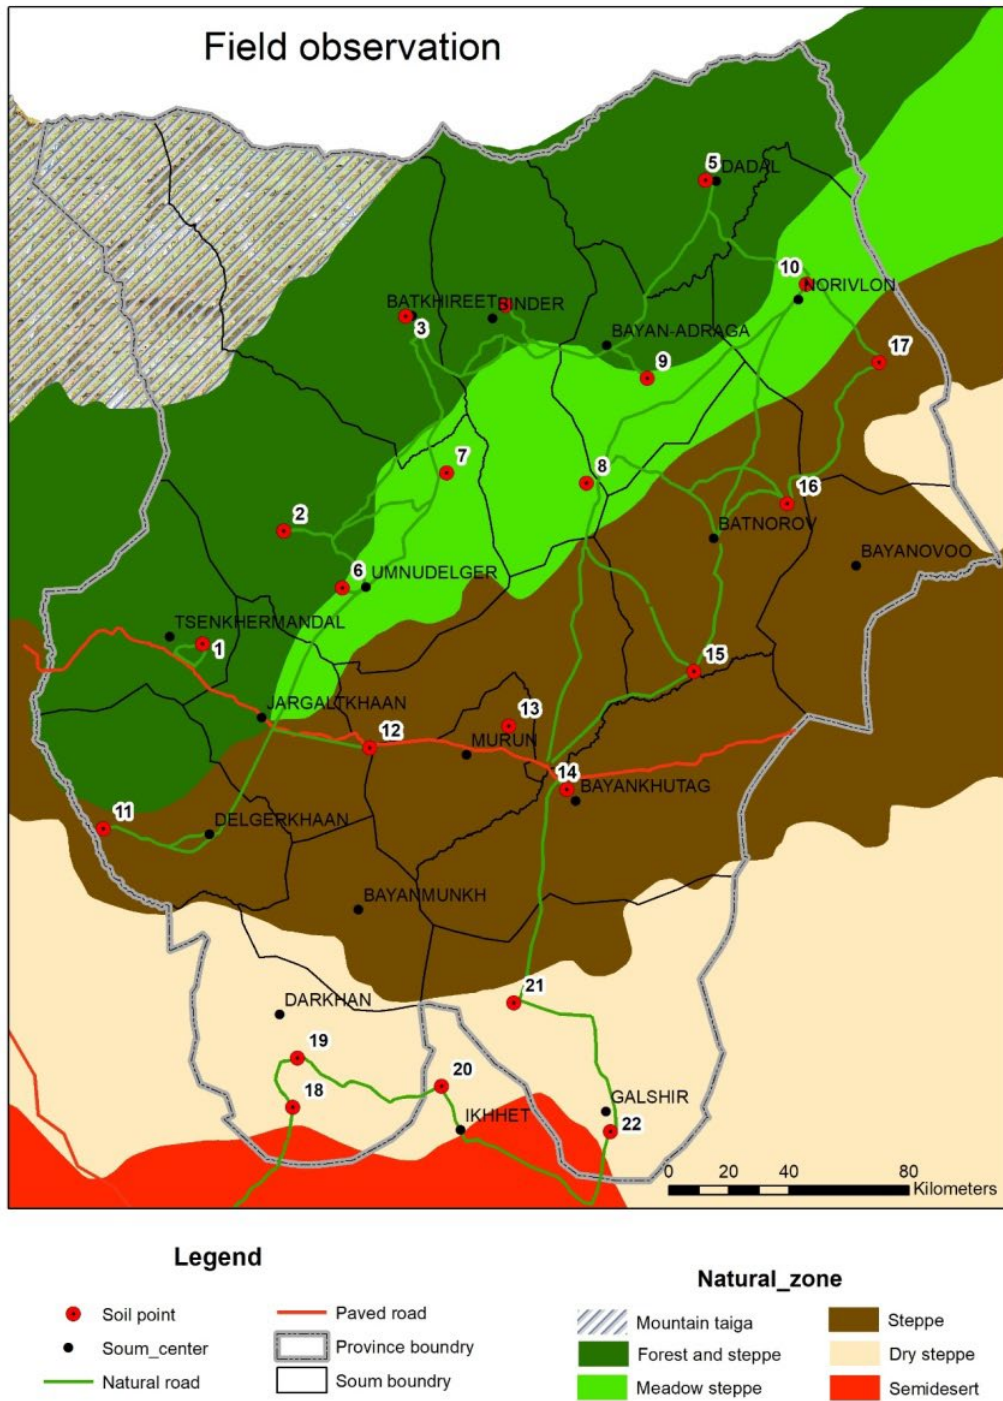 Field observation
5
DADAL
10
NORIVLON
BATKHIREET
BINDER
3
BAYAN-ADRAGA
17
9
7
8
16
2
BATNOROV
BAYANOVOO
6
UMNUDELGER
TSENKHERMANDAL
1
15
JARGALTKHAAN
12
13
MURUN
14
BAYANKHUTAG
11
DELGERKHAAN
BAYANMUNKH
21
DARKHAN
19
20
18
GALSHIR
IKHHET
22
0 20 40 80
Kilometers
Legend
Soil point
Soum_center
Natural road
Paved road
Province boundry
Soum boundry
Natural_zone
Mountain taiga
Forest and steppe
Meadow steppe
Steppe
Dry steppe
Semidesert